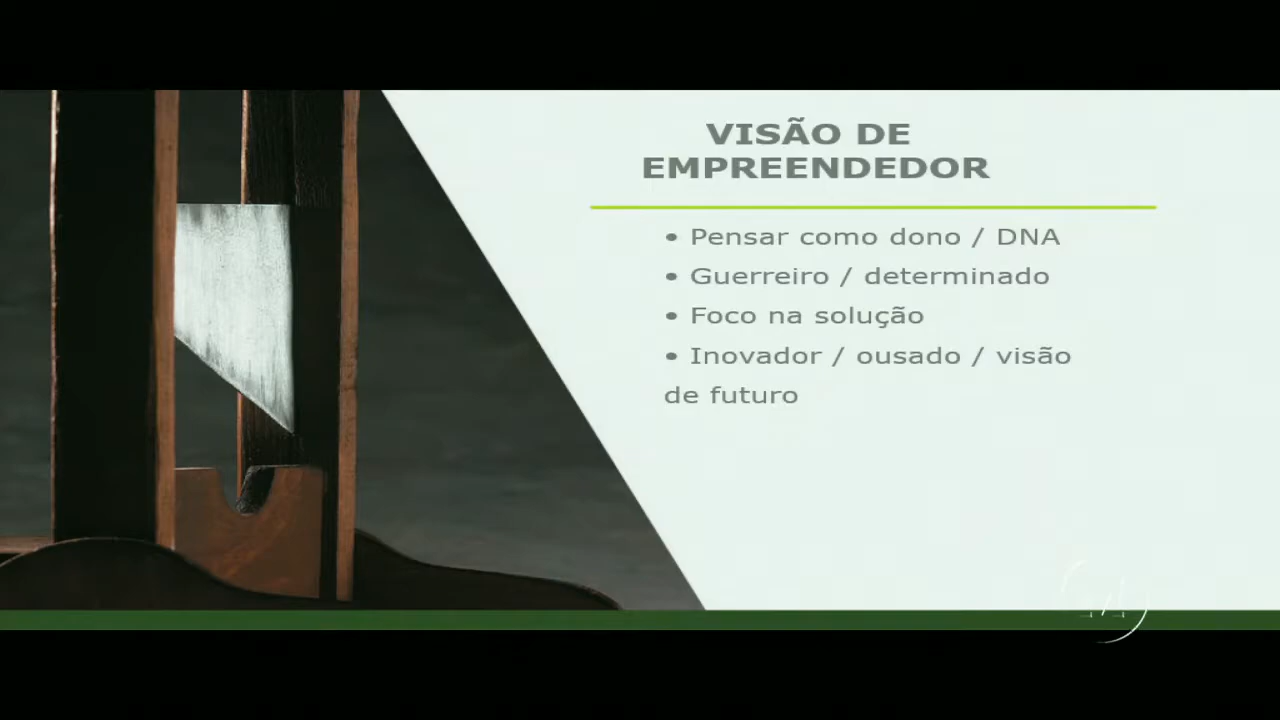 VISÃO DE
EMPREENDEDOR
• Pensar como dono / DNA
• Guerreiro / determinado
• Foco na solução
• Inovador / ousado / visão
de futuro